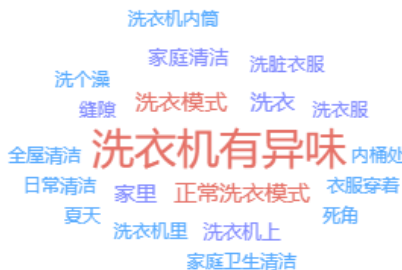 洗衣机内筒
家庭清洁
洗脏衣服
洗个澡
缝隙
洗衣模式
洗衣
洗衣服
全屋清洁
洗衣机有异味
内桶处
日常清洁
家里
正常洗衣模式
衣服穿着
夏天
洗衣机里
洗衣机上
死角
家庭卫生清洁